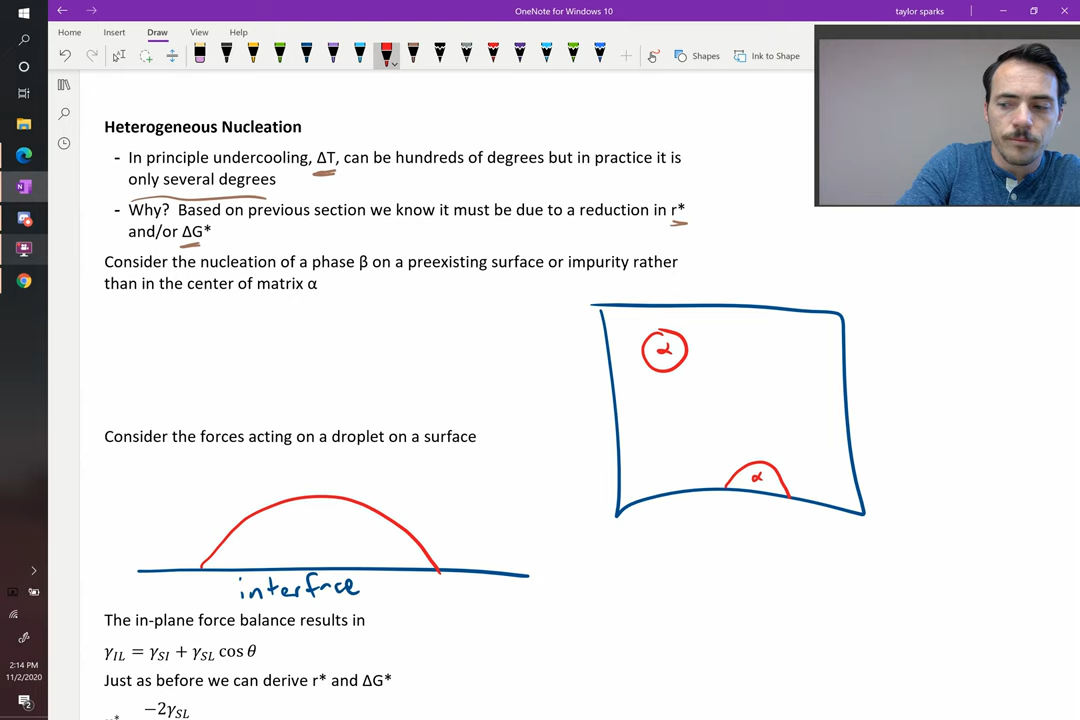 OneNote for Windows 10
taylor sparks
Home
Insert
Draw
View
Help
Shapes
Ink to Shape
Heterogeneous Nucleation
- In principle undercooling, ΔT, can be hundreds of degrees but in practice it is
only several degrees
- Why? Based on previous section we know it must be due to a reduction in r*
and/or ΔG*
Consider the nucleation of a phase β on a preexisting surface or impurity rather
than in the center of matrix α
α
α
Consider the forces acting on a droplet on a surface
interface
The in-plane force balance results in
γIL = γSI + γSL cos θ
Just as before we can derive r* and ΔG*
−2γSL
2:14 PM
11/2/2020
2